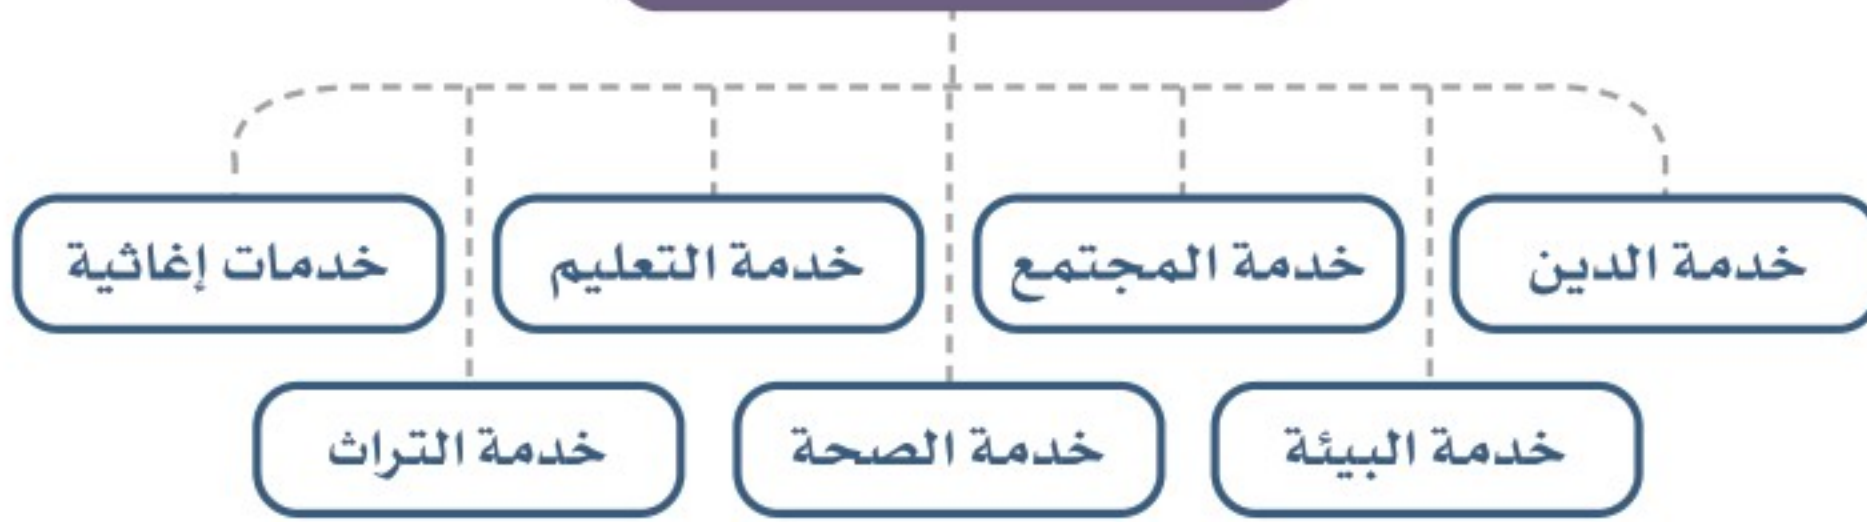 خدمة الدين
خدمة المجتمع
خدمة التعليم
خدمات إغاثية
خدمة البيئة
خدمة الصحة
خدمة التراث